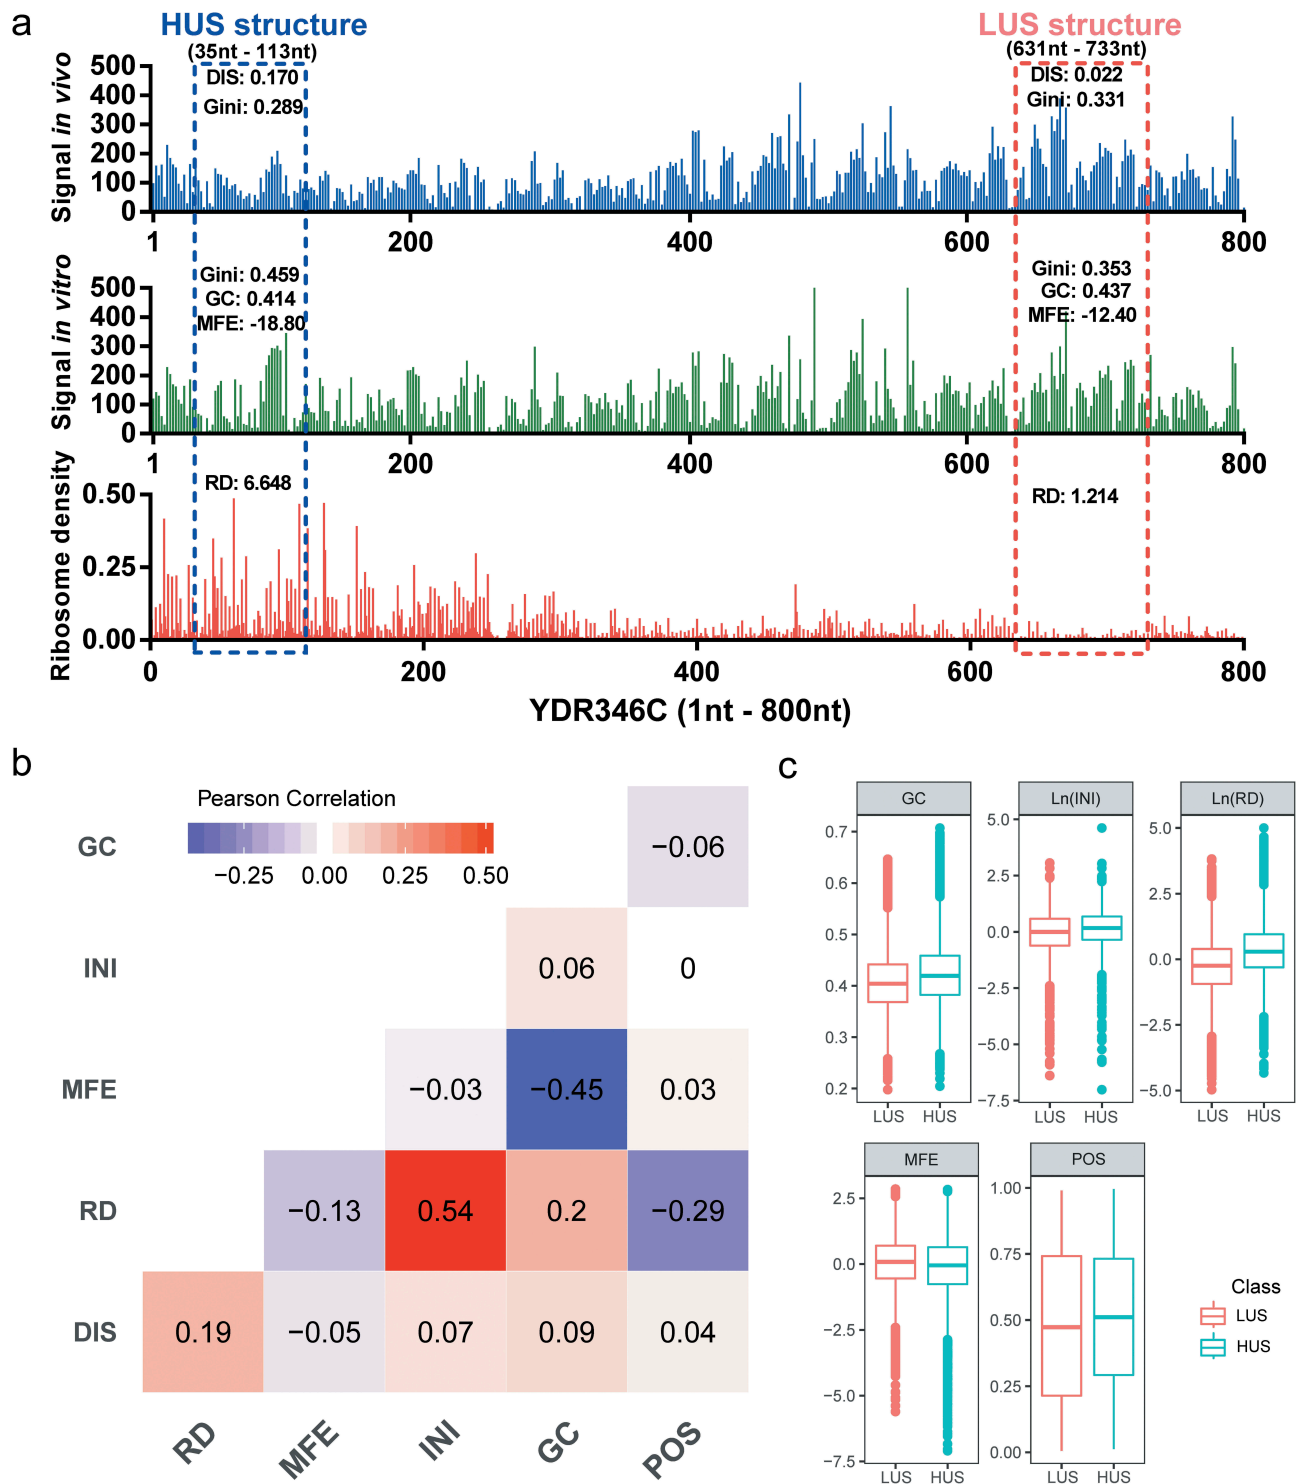 a
HUS structure
(35nt - 113nt)
LUS structure
(631nt - 733nt)
Signal in vivo
500
400
300
200
100
0
DIS: 0.170
Gini: 0.289
DIS: 0.022
Gini: 0.331
1 200 400 600 800
Signal in vitro
500
400
300
200
100
0
Gini: 0.459
GC: 0.414
MFE: -18.80
Gini: 0.353
GC: 0.437
MFE: -12.40
1 200 400 600 800
Ribosome density
0.50
0.25
0.00
RD: 6.648
RD: 1.214
0 200 400 600 800
YDR346C (1nt - 800nt)
b
Pearson Correlation
−0.25 0.00 0.25 0.50
GC −0.06
INI 0.06 0
MFE −0.03 −0.45 0.03
RD −0.13 0.54 0.2 −0.29
DIS 0.19 −0.05 0.07 0.09 0.04
RD MFE INI GC POS
c
GC
0.7
0.6
0.5
0.4
0.3
0.2
LUS HUS
Ln(INI)
5.0
2.5
0.0
−2.5
−5.0
−7.5
LUS HUS
Ln(RD)
5.0
2.5
0.0
−2.5
−5.0
LUS HUS
MFE
2.5
0.0
−2.5
−5.0
−7.5
LUS HUS
POS
1.00
0.75
0.50
0.25
0.00
LUS HUS
Class
LUS
HUS